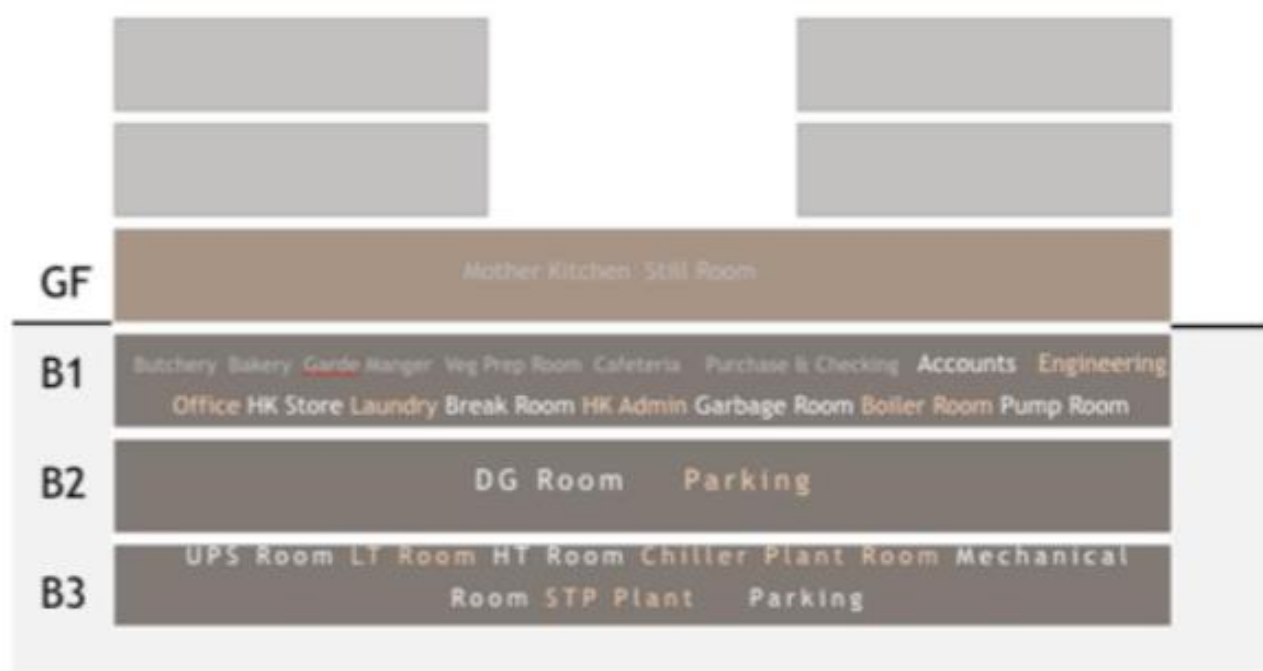 GF
Mother Kitchen Still Room
B1
Butchery Bakery Garde Manger Veg Prep Room Cafeteria Purchase & Checking Accounts Engineering
Office HK Store Laundry Break Room HK Admin Garbage Room Boiler Room Pump Room
B2
DG Room Parking
B3
UPS Room LT Room HT Room Chiller Plant Room Mechanical
Room STP Plant Parking